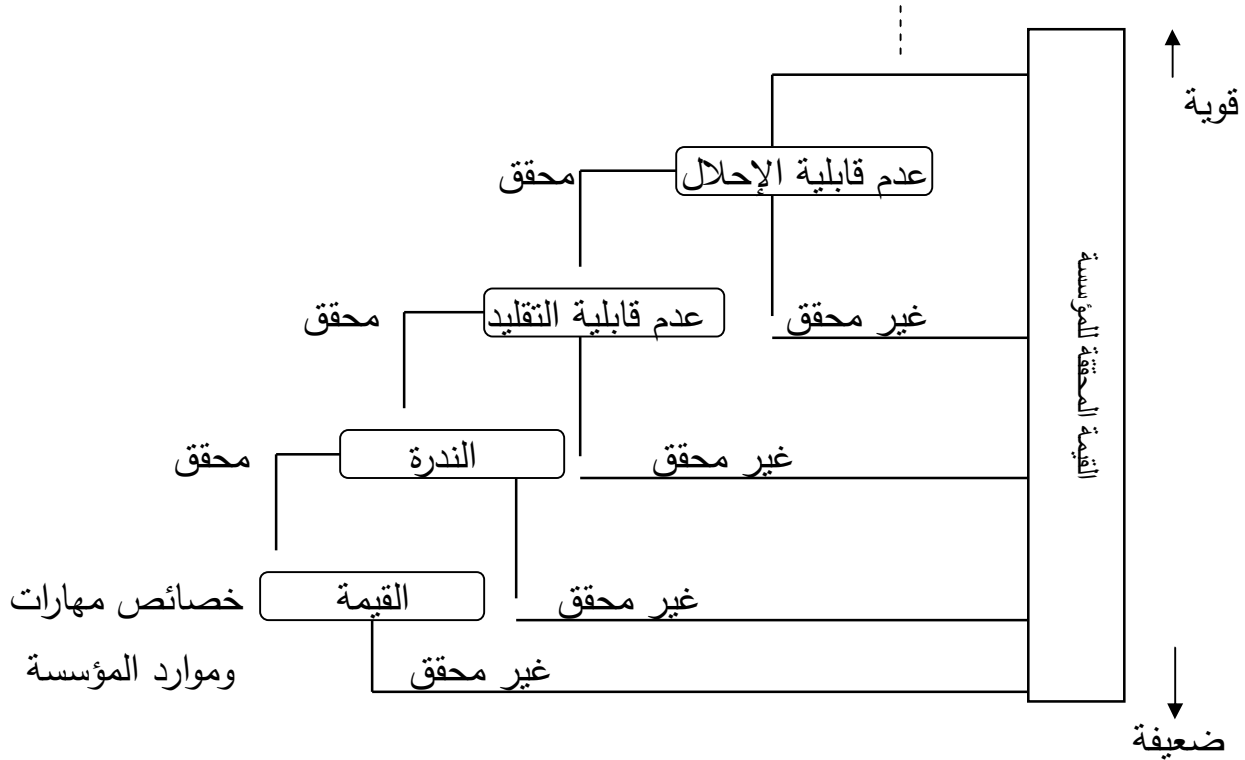 قوية
عدم قابلية الإحلال
محقق
القيمة المحققة للمؤسسة
عدم قابلية التقليد
محقق
غير محقق
الندرة
محقق
غير محقق
القيمة
خصائص مهارات
غير محقق
وموارد المؤسسة
غير محقق
ضعيفة